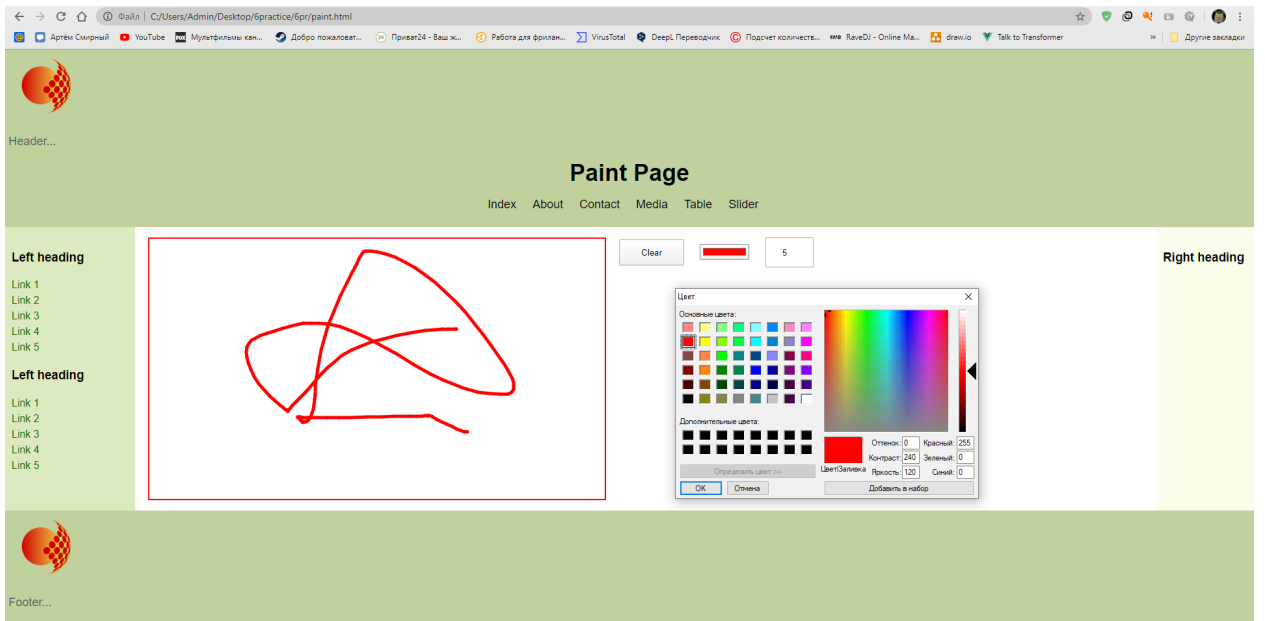 Файл | C:/Users/Admin/Desktop/6practice/6pr/paint.html
Артём Смирный YouTube FOX Мультфильмы кан... Добро пожаловат... 24 Приват24 - Ваш ж... Работа для фрилан... VirusTotal DeepL Переводчик Подсчет количеств... RaveDJ - Online Ma... draw.io Talk to Transformer » Другие закладки
Header...
Paint Page
Index About Contact Media Table Slider
Left heading
Link 1
Link 2
Link 3
Link 4
Link 5
Left heading
Link 1
Link 2
Link 3
Link 4
Link 5
Clear 5
Цвет
Основные цвета:
Дополнительные цвета:
Определить цвет >>
OK Отмена
Цвет|Заливка
Оттенок: 0 Красный: 255
Контраст: 240 Зеленый: 0
Яркость: 120 Синий: 0
Добавить в набор
Right heading
Footer...